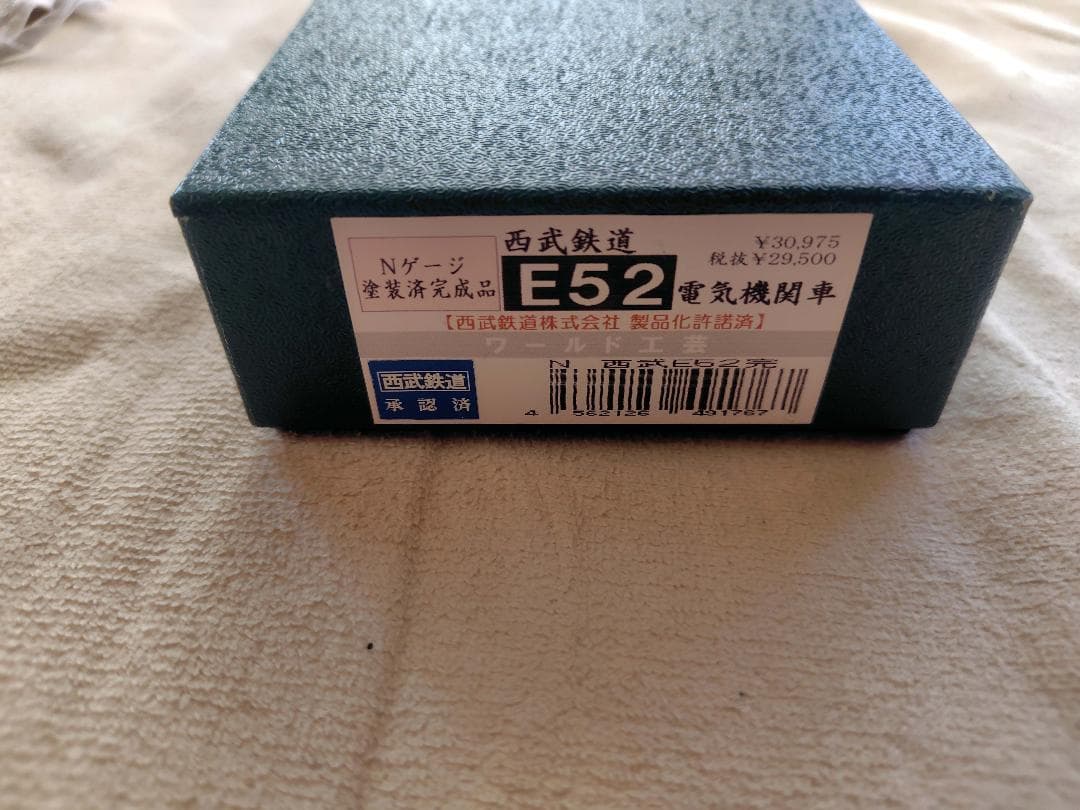 Nゲージ
塗装済完成品
西武鉄道
E52 電気機関車
¥30,975
税抜¥29,500
【西武鉄道株式会社 製品化許諾済】
ワールド工芸
西武鉄道
承認済
N 西武E52完
4 562126 491767